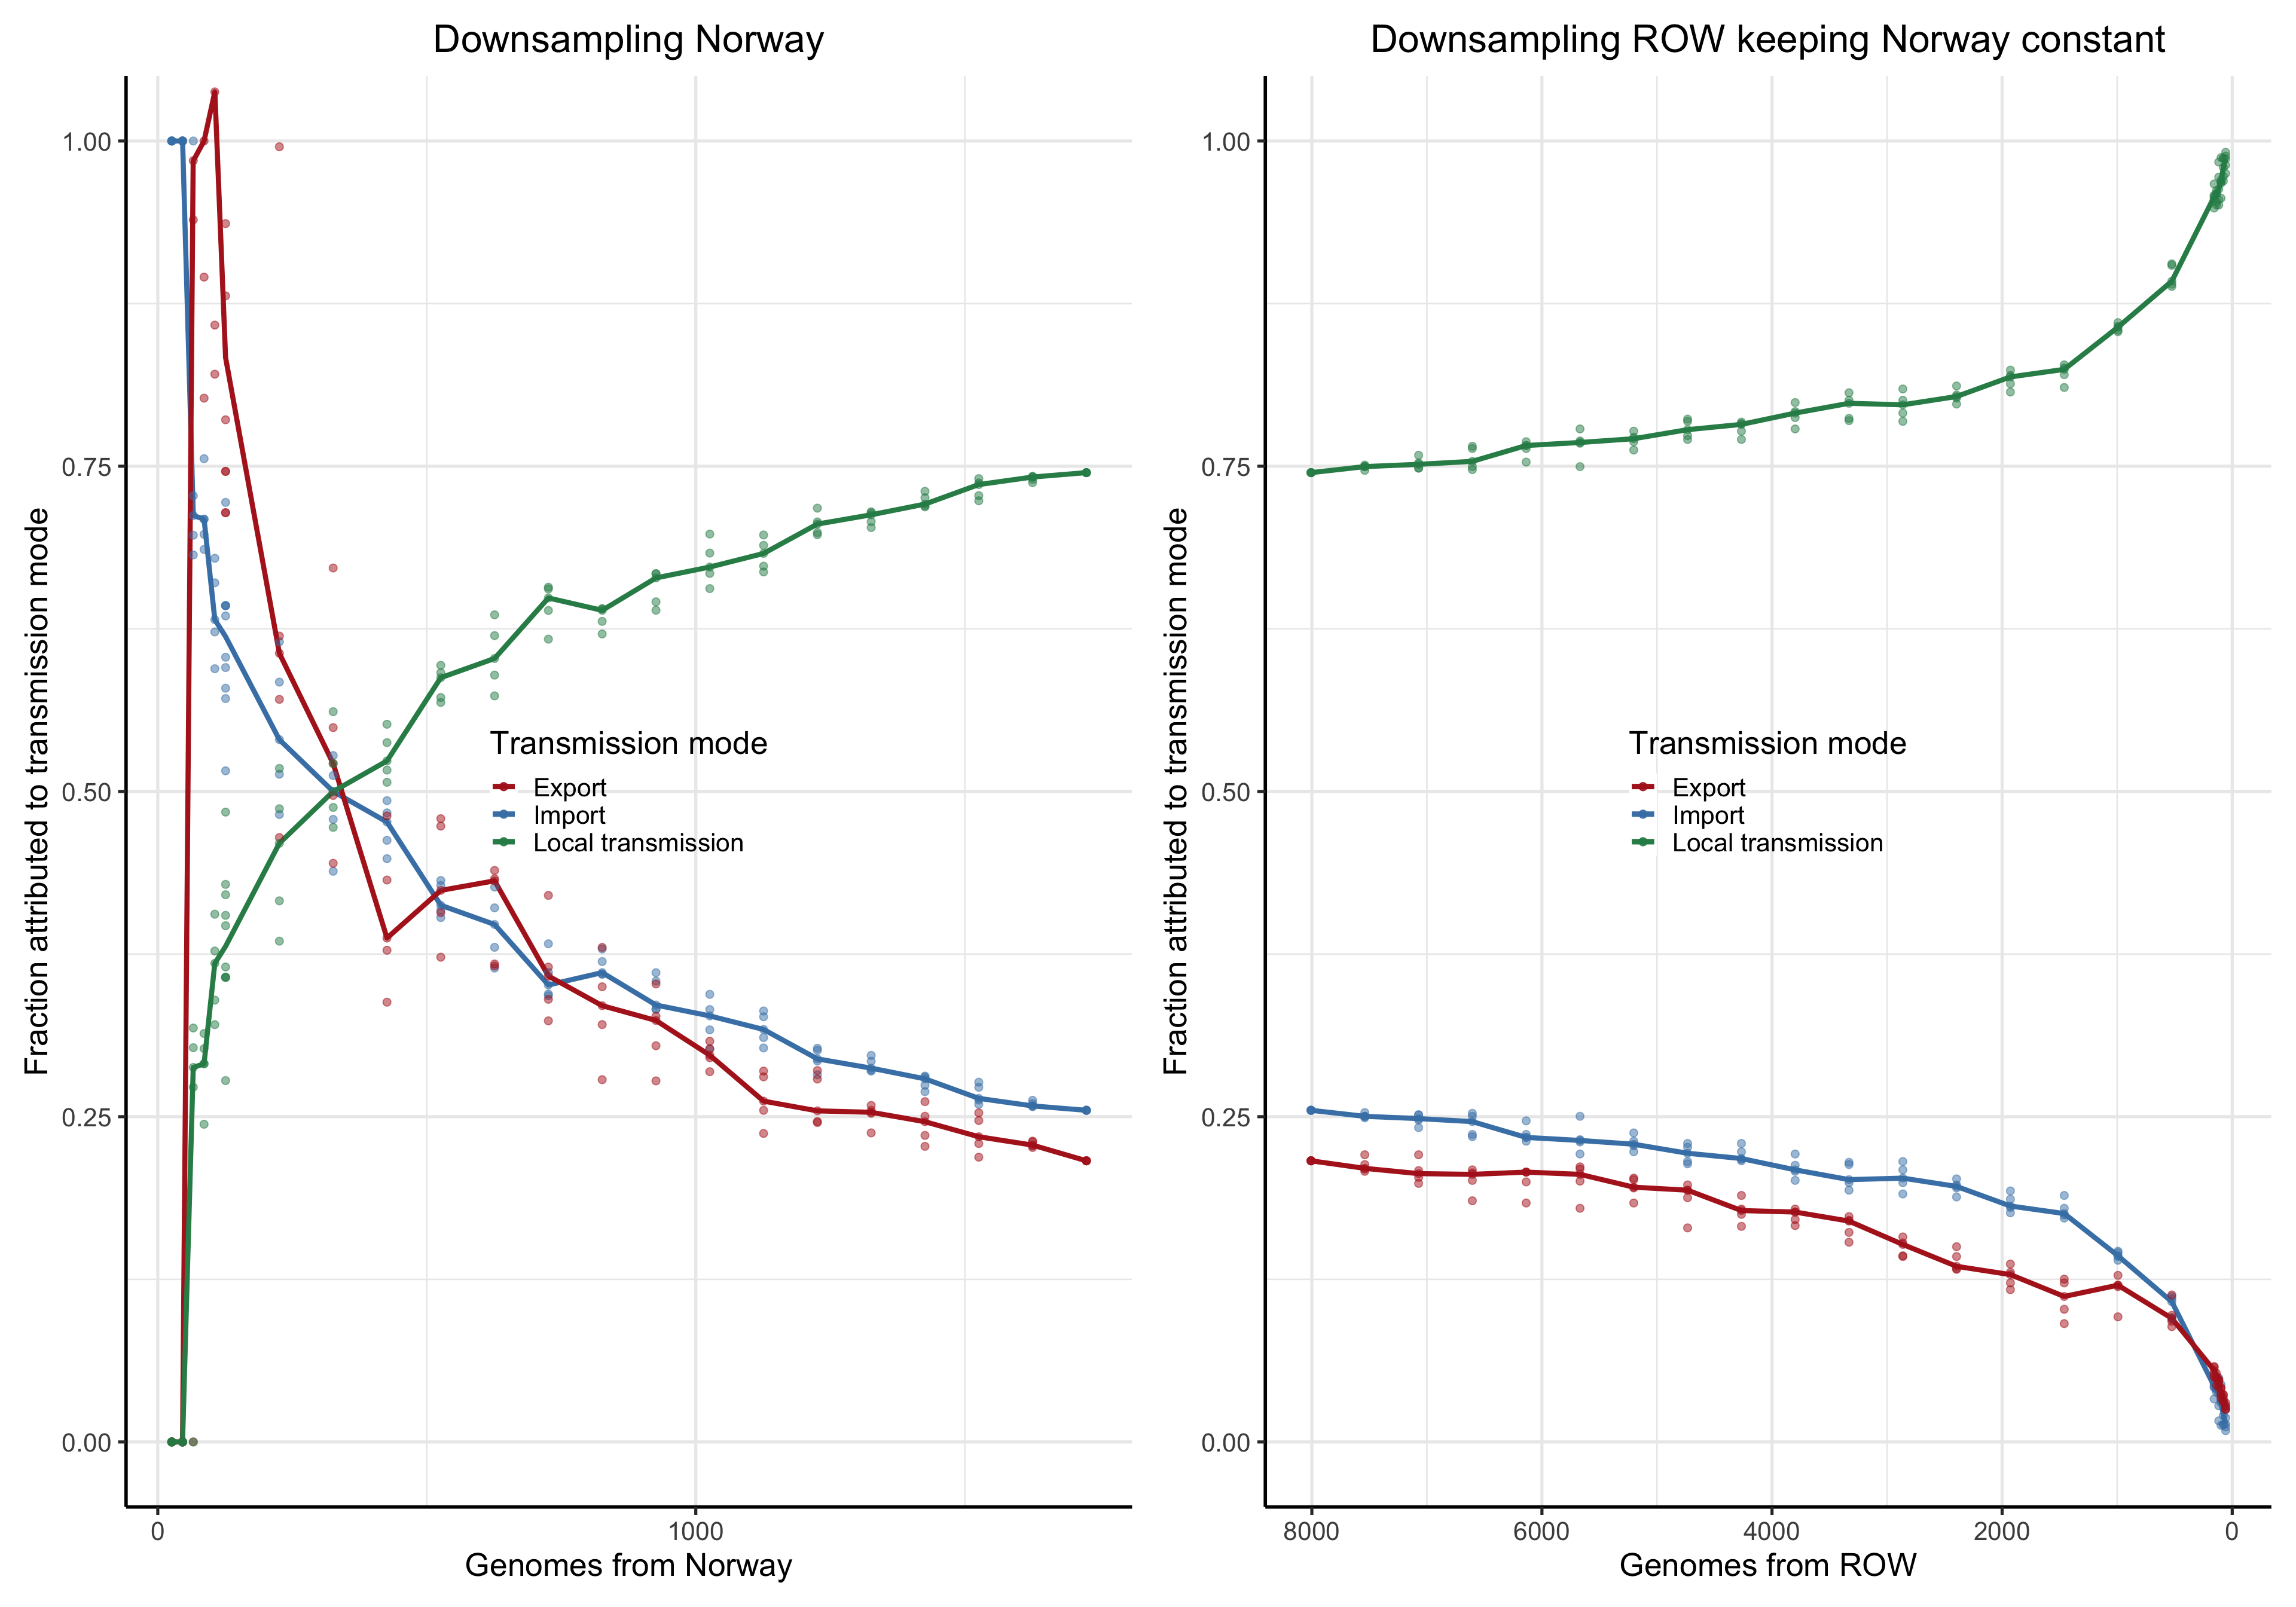 Downsampling Norway
Fraction attributed to transmission mode
1.00
0.75
0.50
0.25
0.00
Transmission mode
Export
Import
Local transmission
0
1000
Genomes from Norway
Downsampling ROW keeping Norway constant
Fraction attributed to transmission mode
1.00
0.75
0.50
0.25
0.00
Transmission mode
Export
Import
Local transmission
8000
6000
4000
2000
0
Genomes from ROW